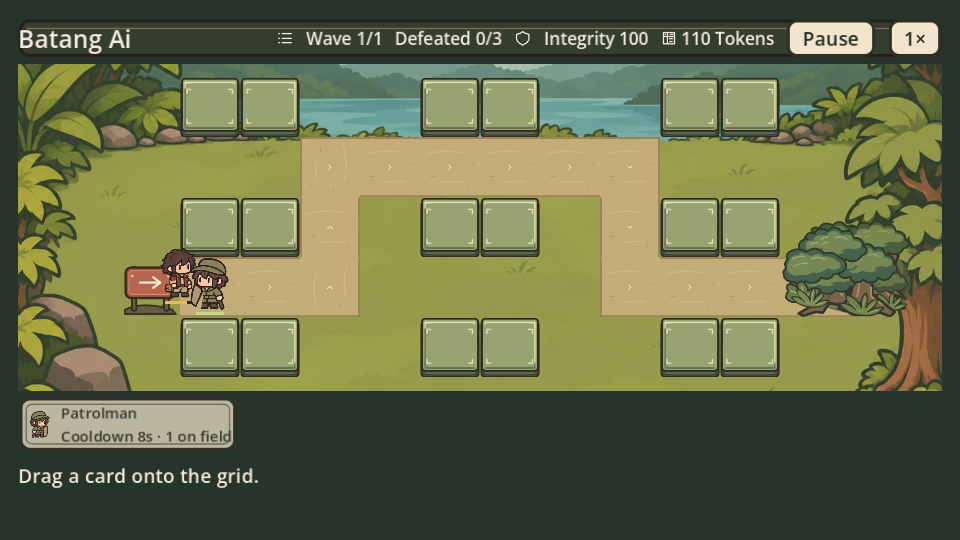 Batang Ai
Wave 1/1 Defeated 0/3 Integrity 100 110 Tokens Pause 1×
Patrolman
Cooldown 8s · 1 on field
Drag a card onto the grid.